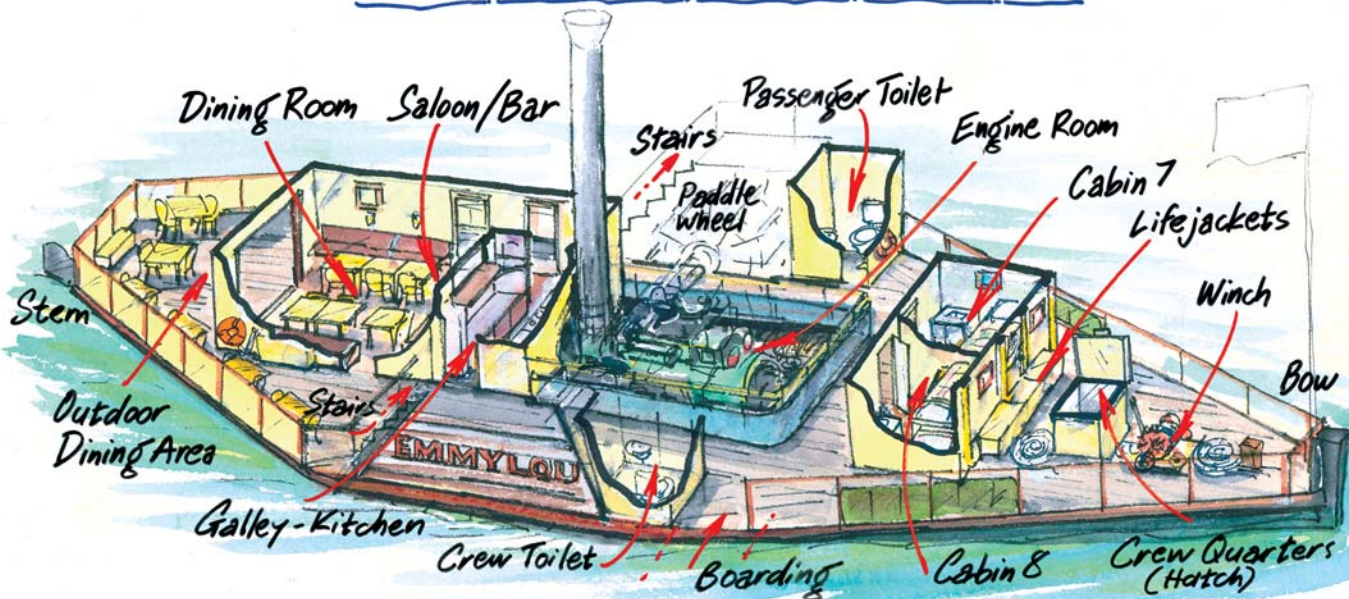 Dining Room
Saloon/Bar
Stairs
Passenger Toilet
Engine Room
Paddle
wheel
Cabin 7
Lifejackets
Winch
Stern
Bow
Outdoor
Dining Area
Stairs
EMMYLOU
Galley-Kitchen
Crew Toilet
Boarding
Cabin 8
Crew Quarters
(Hatch)